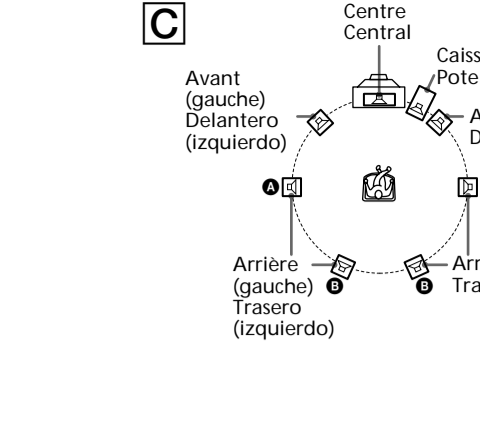 C
Centre
Central
Avant
(gauche)
Delantero
(izquierdo)
A
B
B
Arrière
(gauche)
Trasero
(izquierdo)